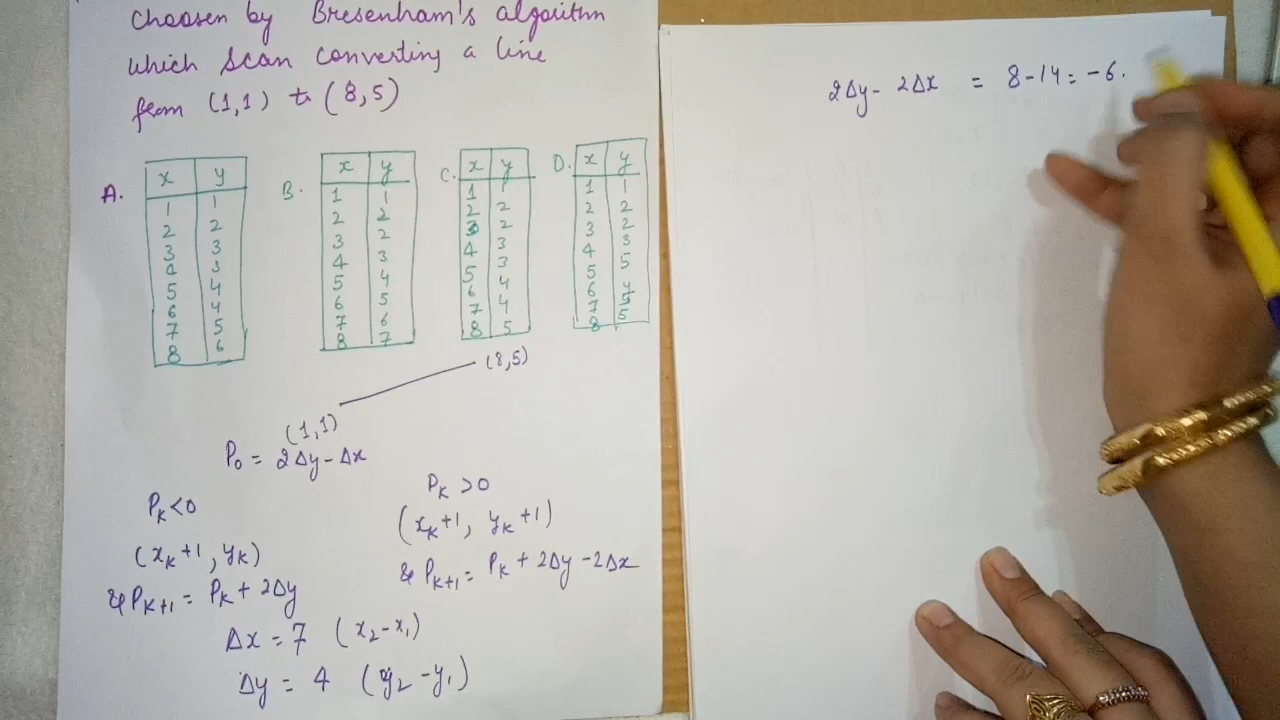 Choosen by Bresenham's algorithm
which Scan converting a line
from (1,1) to (8,5)
A.
x y
1 1
2 2
3 3
4 3
5 4
6 4
7 5
8 6
B.
x y
1 1
2 2
3 2
4 3
5 4
6 5
7 6
8 7
C.
x y
1 1
2 2
3 2
4 3
5 3
6 4
7 4
8 5
D.
x y
1 1
2 2
3 2
4 3
5 5
6 4
7 5
8 5
(8,5)
(1,1)
P₀ = 2Δy - Δx
Pₖ <0
(xₖ+1, yₖ)
& Pₖ₊₁ = Pₖ + 2Δy
Pₖ >0
(xₖ+1, yₖ+1)
& Pₖ₊₁ = Pₖ + 2Δy - 2Δx
Δx = 7 (x₂-x₁)
Δy = 4 (y₂-y₁)
2Δy - 2Δx = 8-14 = -6.